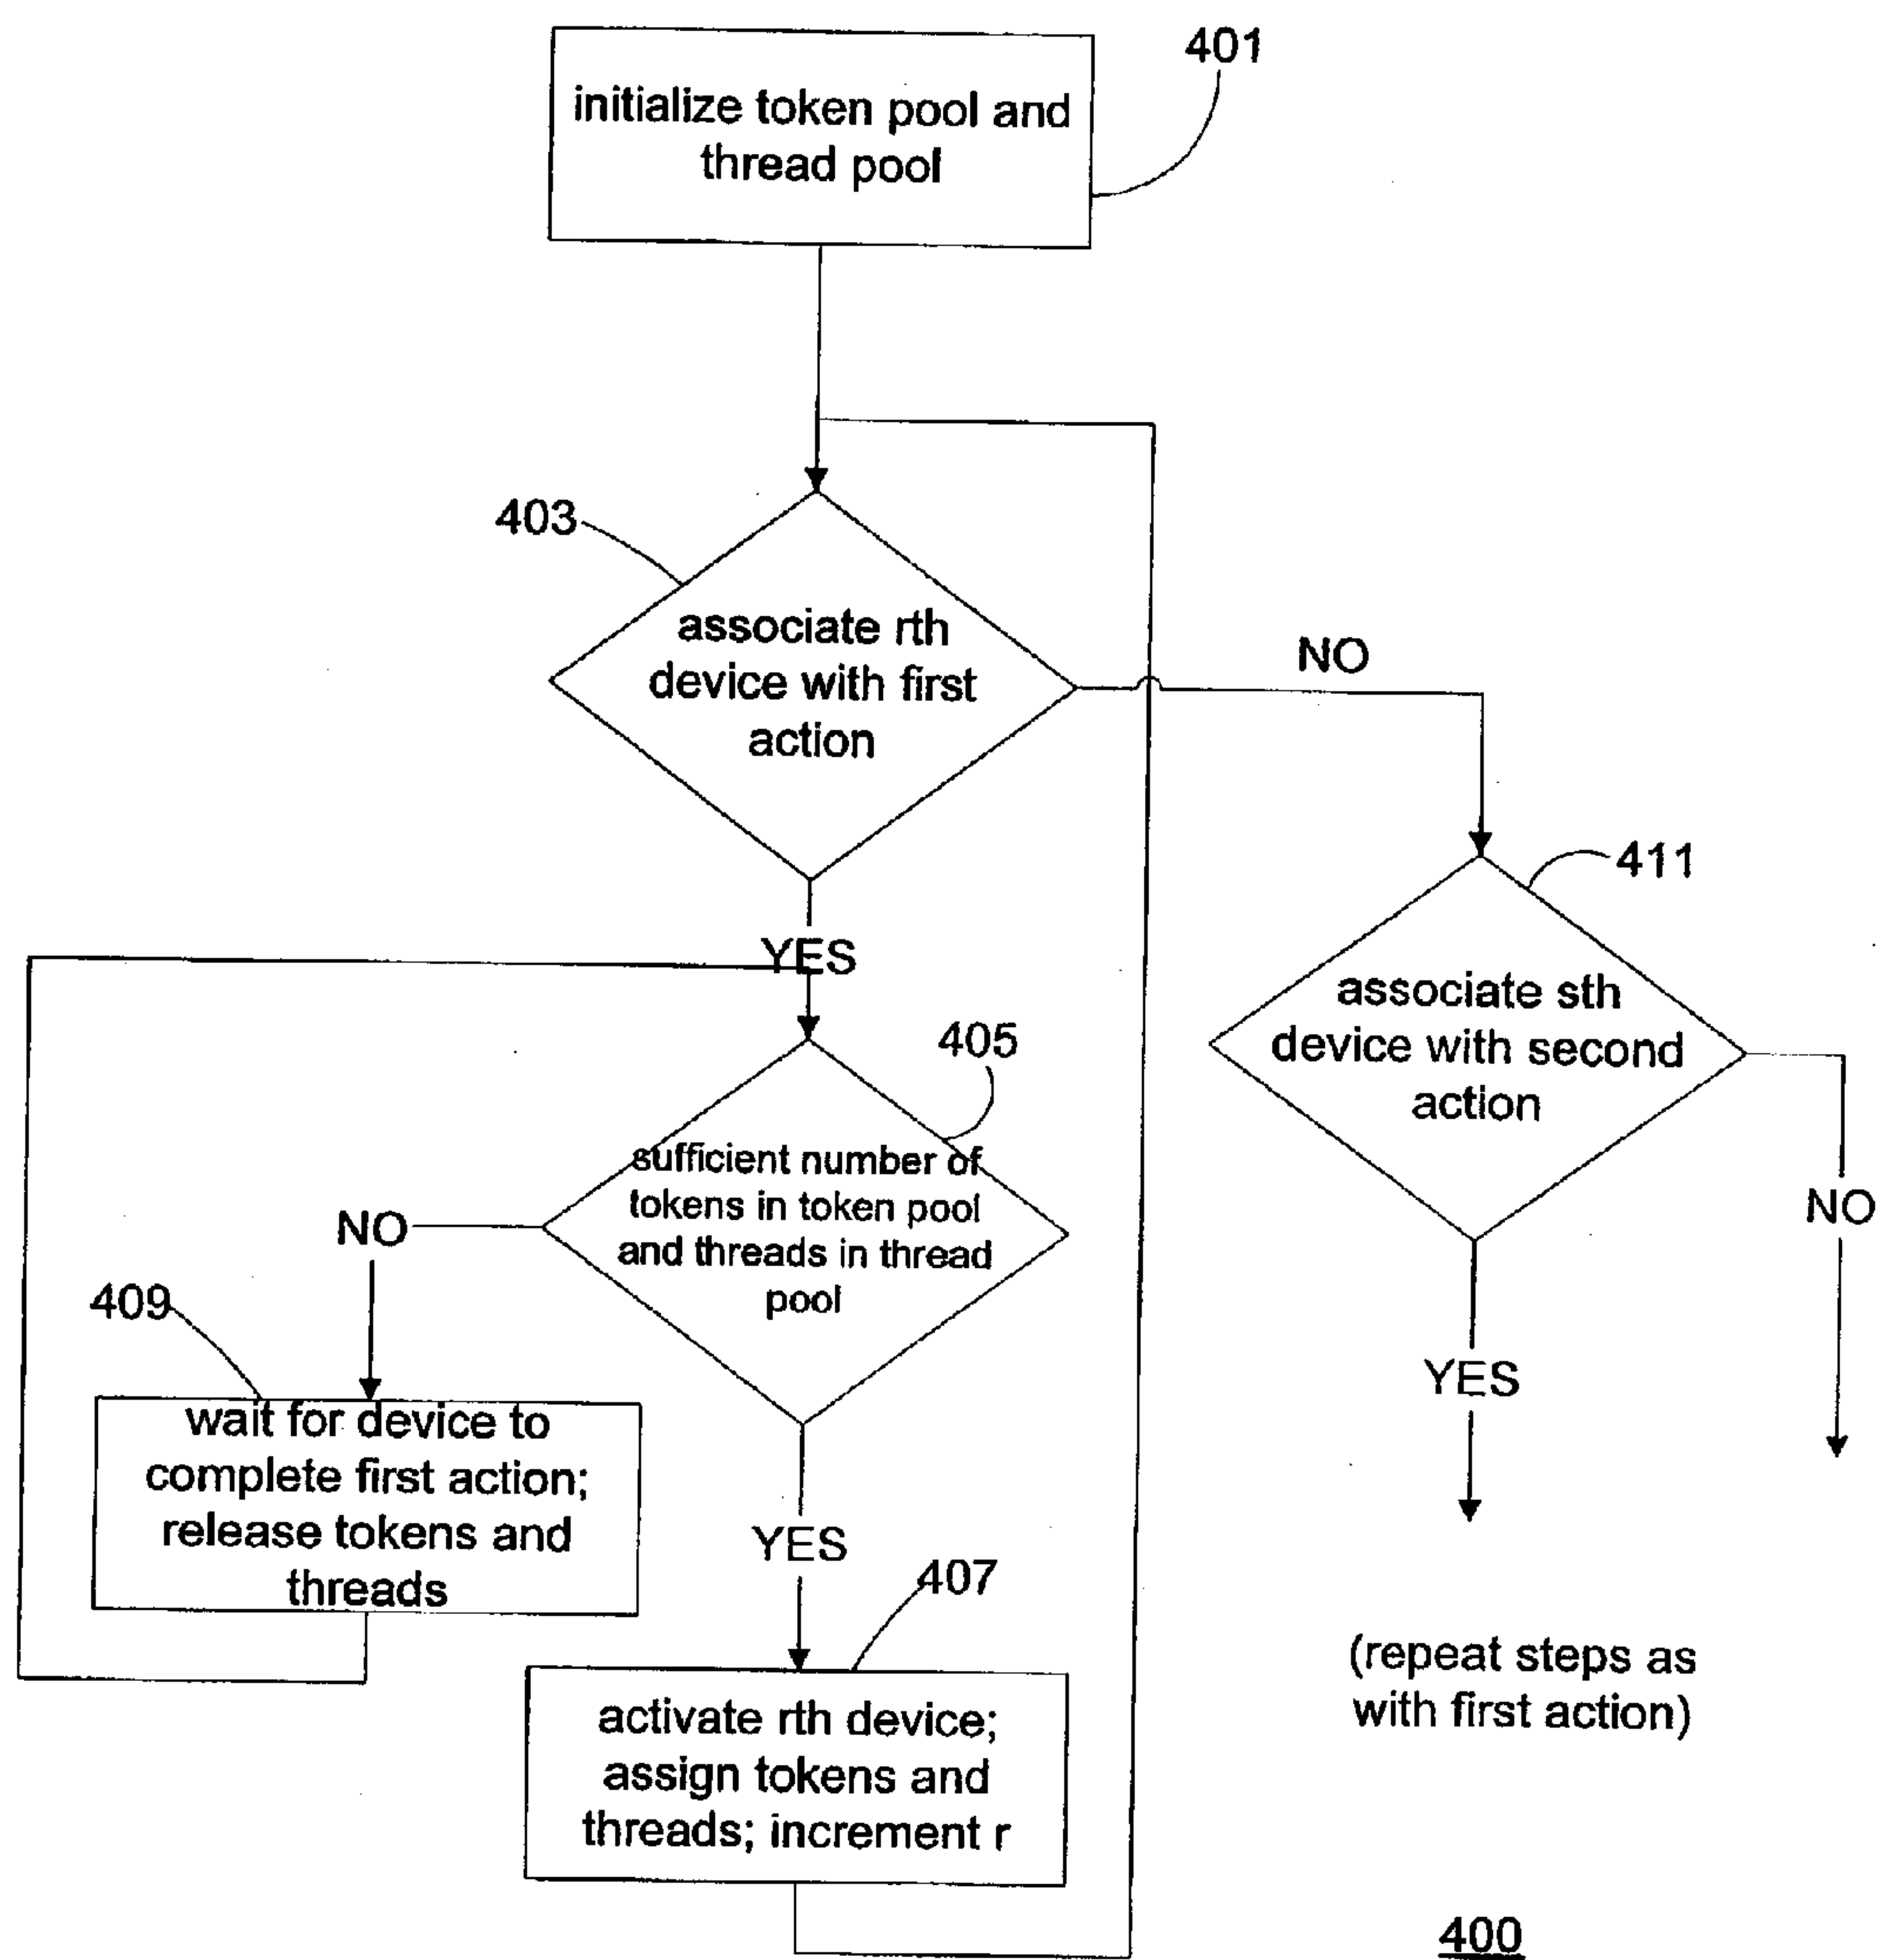 401
initialize token pool and
thread pool
403
associate rth
device with first
action
NO
411
YES
associate sth
device with second
action
405
sufficient number of
tokens in token pool
and threads in thread
pool
NO
NO
409
YES
wait for device to
complete first action;
release tokens and
threads
YES
407
(repeat steps as
with first action)
activate rth device;
assign tokens and
threads; increment r
400